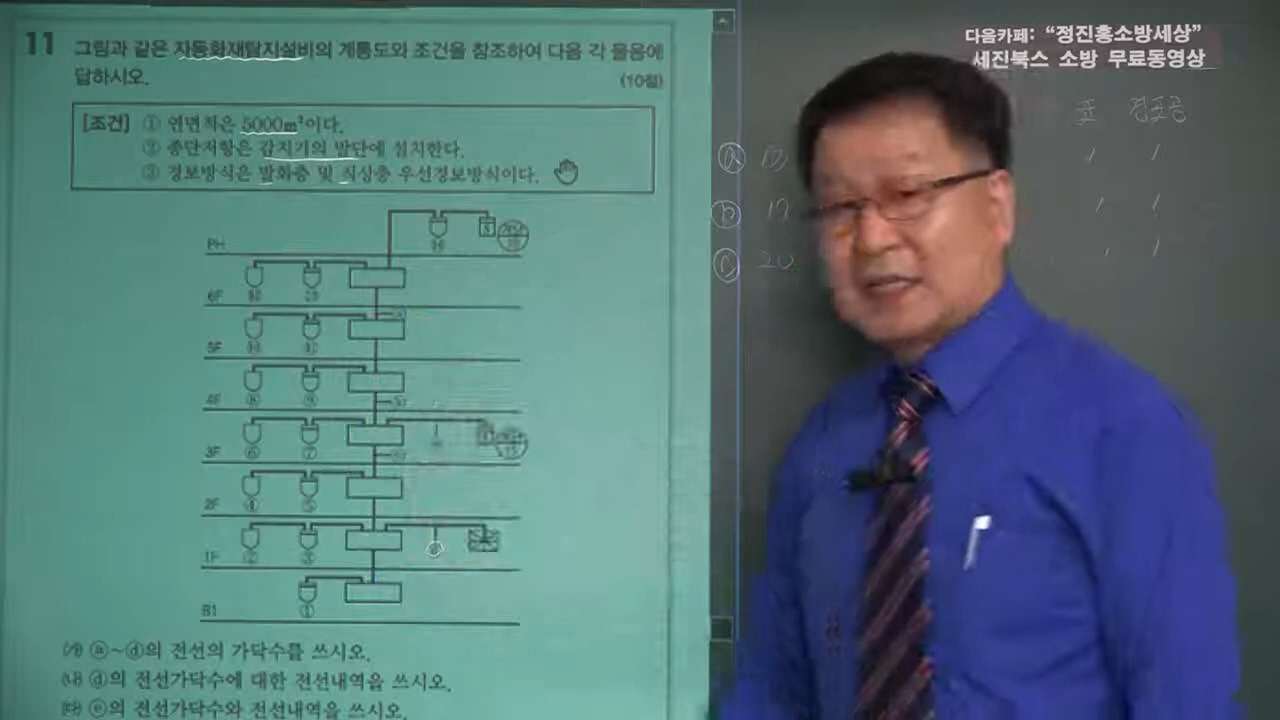 다음카페: “정진홍소방세상”
세진북스 소방 무료동영상
11 그림과 같은 자동화재탐지설비의 계통도와 조건을 참조하여 다음 각 물음에
답하시오. (10점)
[조건] ① 연면적은 5000m²이다.
② 종단저항은 감지기의 말단에 설치한다.
③ 경보방식은 발화층 및 직상층 우선경보방식이다.
PH
6F
5F
4F
⑧ ⑨
3F
⑥ ⑦
2F
④ ⑤
1F
② ③
B1
①
㈎ ⓐ~ⓓ의 전선의 가닥수를 쓰시오.
㈏ ⓓ의 전선가닥수에 대한 전선내역을 쓰시오.
㈐ ⓔ의 전선가닥수와 전선내역을 쓰시오.